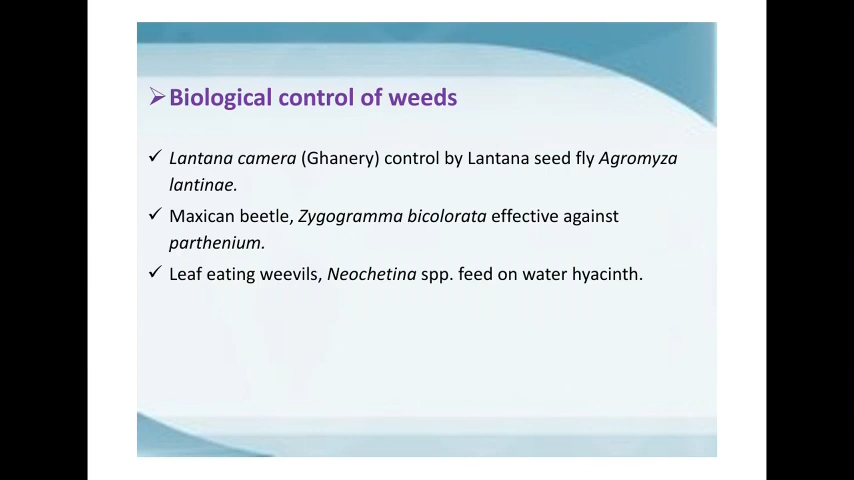 ➢Biological control of weeds
✓ Lantana camera (Ghanery) control by Lantana seed fly Agromyza
lantinae.
✓ Maxican beetle, Zygogramma bicolorata effective against
parthenium.
✓ Leaf eating weevils, Neochetina spp. feed on water hyacinth.